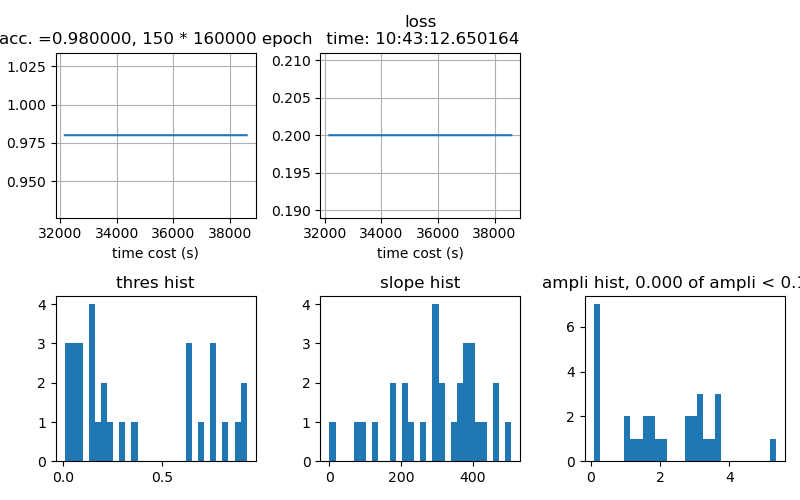 loss
acc. =0.980000, 150 * 160000 epoch
time: 10:43:12.650164
1.025
1.000
0.975
0.950
32000 34000 36000 38000
time cost (s)
0.210
0.205
0.200
0.195
0.190
32000 34000 36000 38000
time cost (s)
thres hist
4
3
2
1
0
0.0 0.5
slope hist
4
3
2
1
0
0 200 400
ampli hist, 0.000 of ampli < 0.1
6
4
2
0
0 2 4